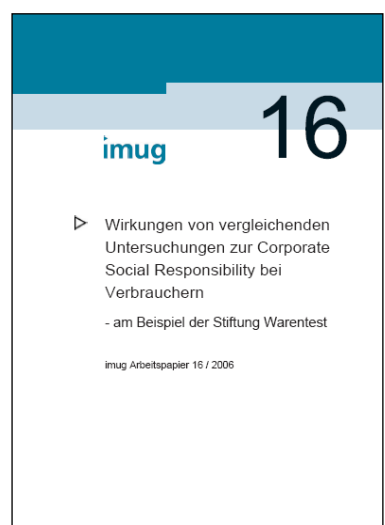 16
imug
Wirkungen von vergleichenden
Untersuchungen zur Corporate
Social Responsibility bei
Verbrauchern
- am Beispiel der Stiftung Warentest
imug Arbeitspapier 16 / 2006